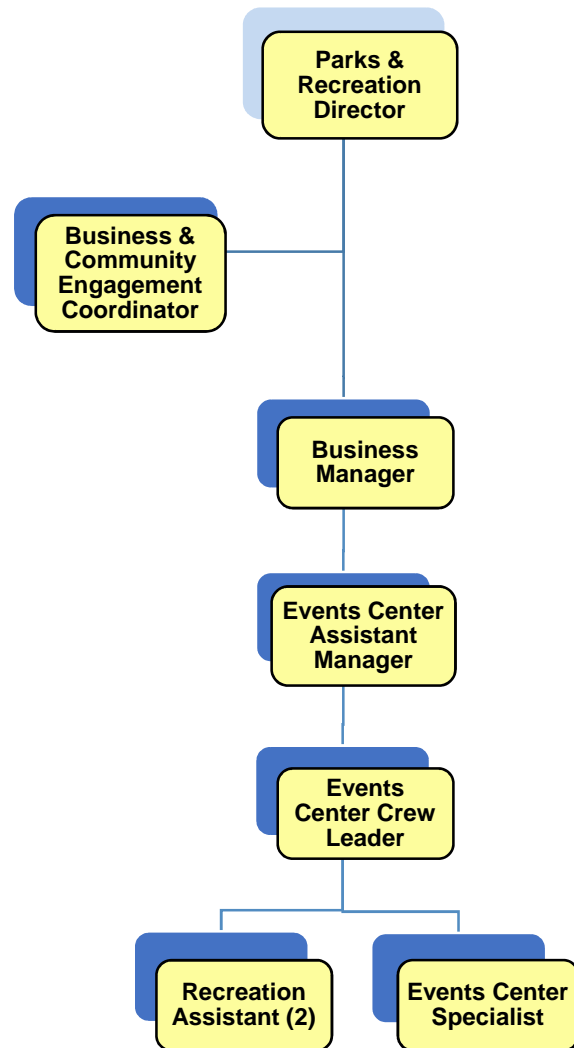 Parks &
Recreation
Director
Business &
Community
Engagement
Coordinator
Business
Manager
Events Center
Assistant
Manager
Events
Center Crew
Leader
Recreation
Assistant (2)
Events Center
Specialist